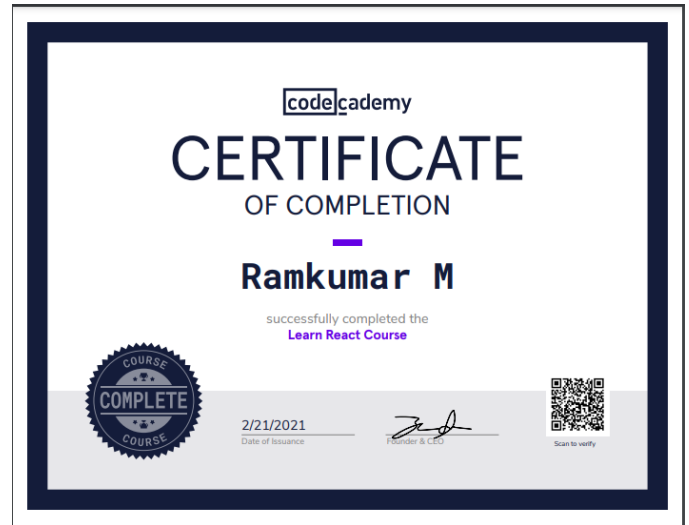 codecademy
CERTIFICATE
OF COMPLETION
Ramkumar M
successfully completed the
Learn React Course
COURSE
COMPLETE
COURSE
2/21/2021
Date of Issuance
Founder & CEO
Scan to verify